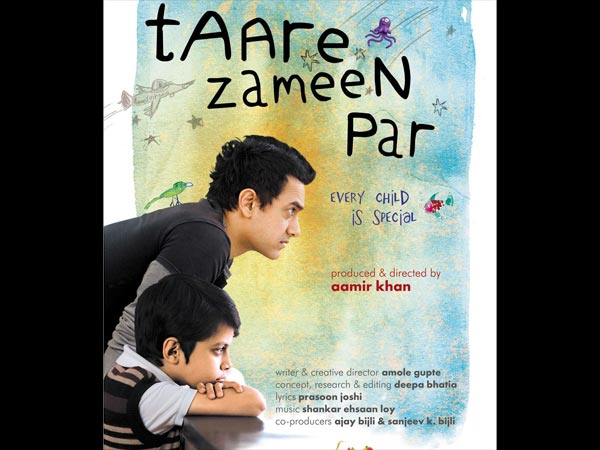 tAAre
zameeN
Par
EVERY CHiLD
iS SPECiAL
produced & directed by
aamir khan
writer & creative director amole gupte
concept, research & editing deepa bhatia
lyrics prasoon joshi
music shankar ehsaan loy
co-producers ajay bijli & sanjeev k. bijli